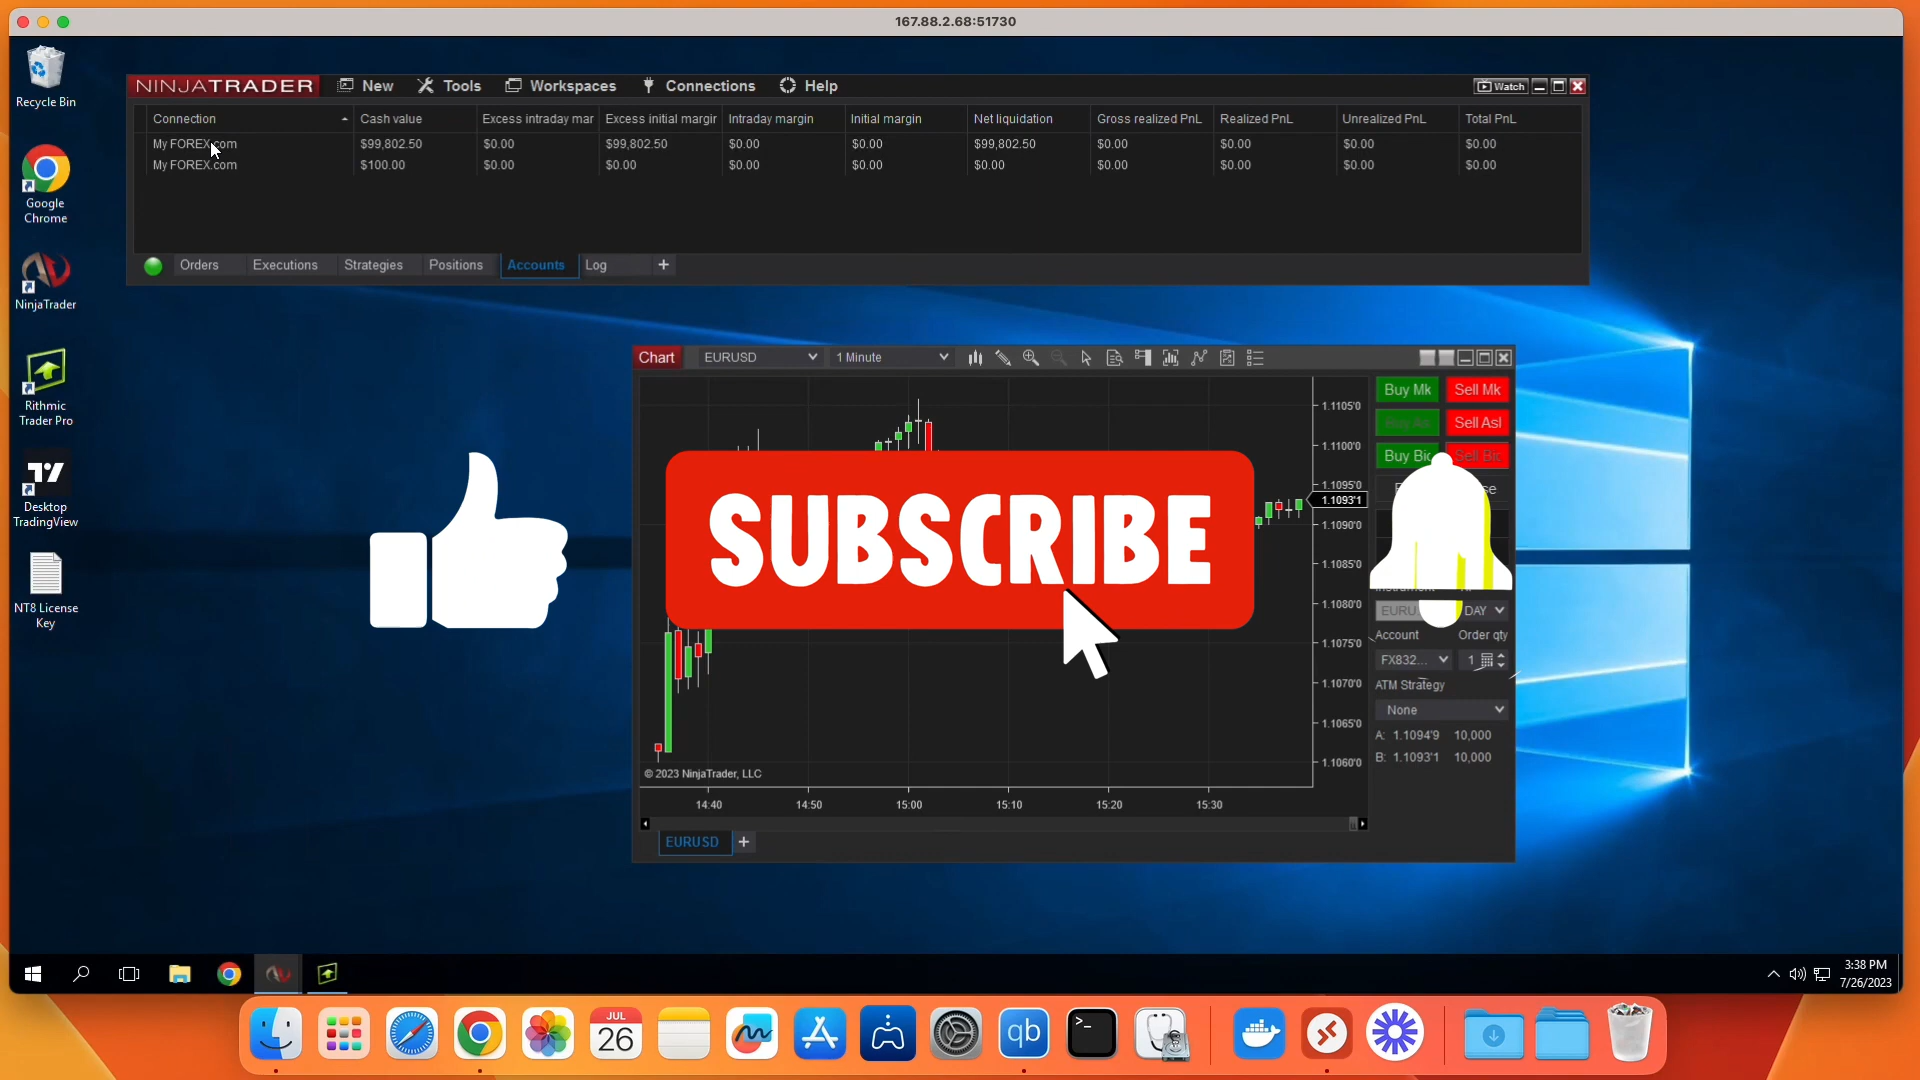 167.88.2.68:51730
Recycle Bin
Google
Chrome
NinjaTrader
Rithmic
Trader Pro
Desktop
TradingView
NT8 License
Key
NINJATRADER New Tools Workspaces Connections Help Watch
Connection Cash value Excess intraday mar Excess initial margin Intraday margin Initial margin Net liquidation Gross realized PnL Realized PnL Unrealized PnL Total PnL
My FOREX.com $99,802.50 $0.00 $99,802.50 $0.00 $0.00 $99,802.50 $0.00 $0.00 $0.00 $0.00
My FOREX.com $100.00 $0.00 $0.00 $0.00 $0.00 $0.00 $0.00 $0.00 $0.00 $0.00
Orders Executions Strategies Positions Accounts Log +
Chart EURUSD 1 Minute
Buy Mk Sell Mk
Buy As Sell Asl
Buy Bic Sell Bic
SUBSCRIBE
1.1105'0
1.1100'0
1.1095'0
1.1093'1
1.1090'0
1.1085'0
1.1080'0
1.1075'0
1.1070'0
1.1065'0
1.1060'0
EURU DAY
Account Order qty
FX832... 1
ATM Strategy
None
A: 1.1094'9 10,000
B: 1.1093'1 10,000
© 2023 NinjaTrader, LLC
14:40 14:50 15:00 15:10 15:20 15:30
EURUSD +
3:38 PM
7/26/2023
JUL
26
qb
>_